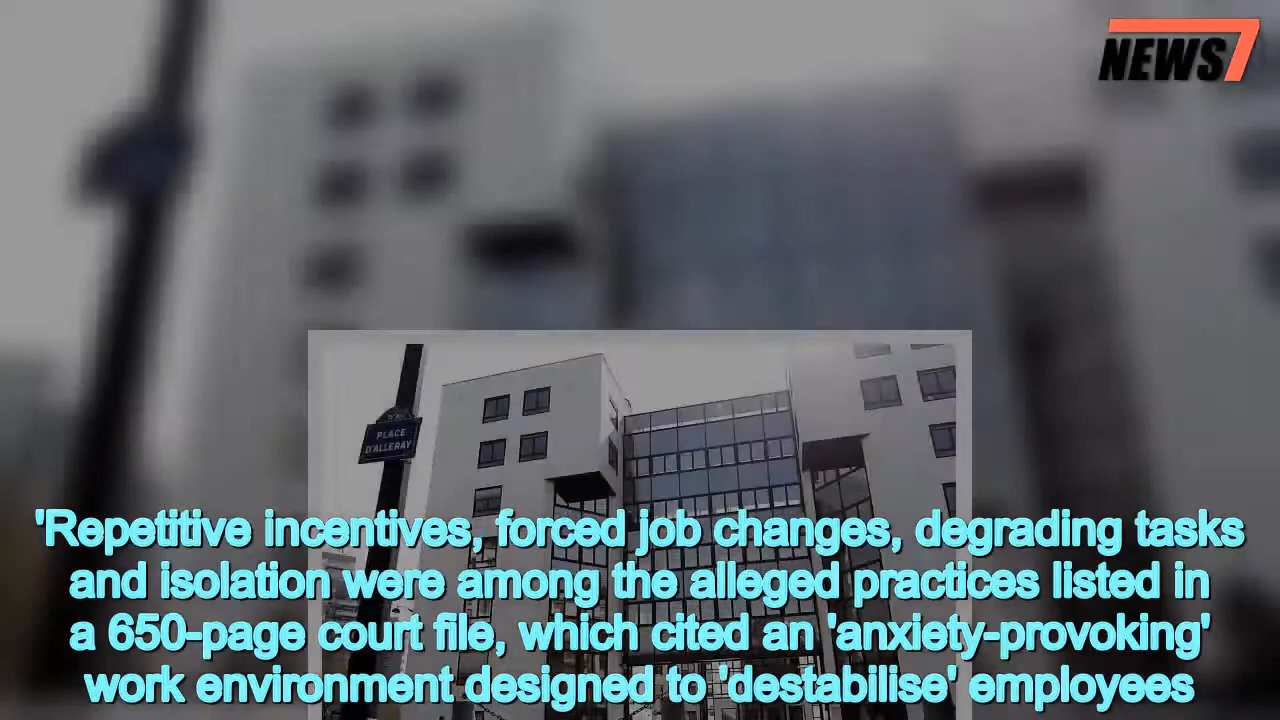 NEWS7
PLACE
D'ALLERAY
'Repetitive incentives, forced job changes, degrading tasks
and isolation were among the alleged practices listed in
a 650-page court file, which cited an 'anxiety-provoking'
work environment designed to 'destabilise' employees